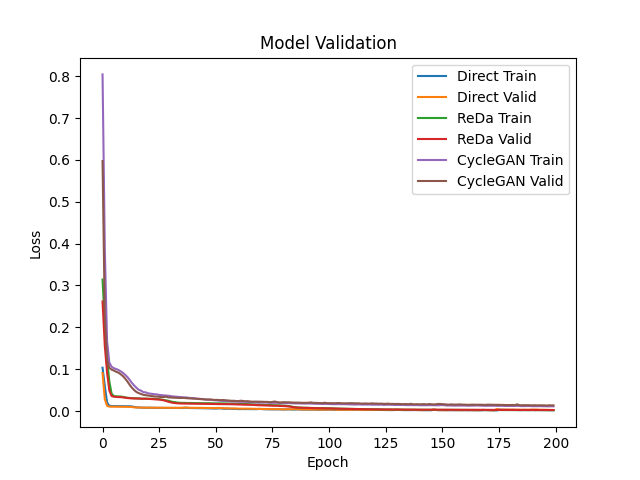 Model Validation
Direct Train
Direct Valid
ReDa Train
ReDa Valid
CycleGAN Train
CycleGAN Valid
Loss
0.8
0.7
0.6
0.5
0.4
0.3
0.2
0.1
0.0
0 25 50 75 100 125 150 175 200
Epoch